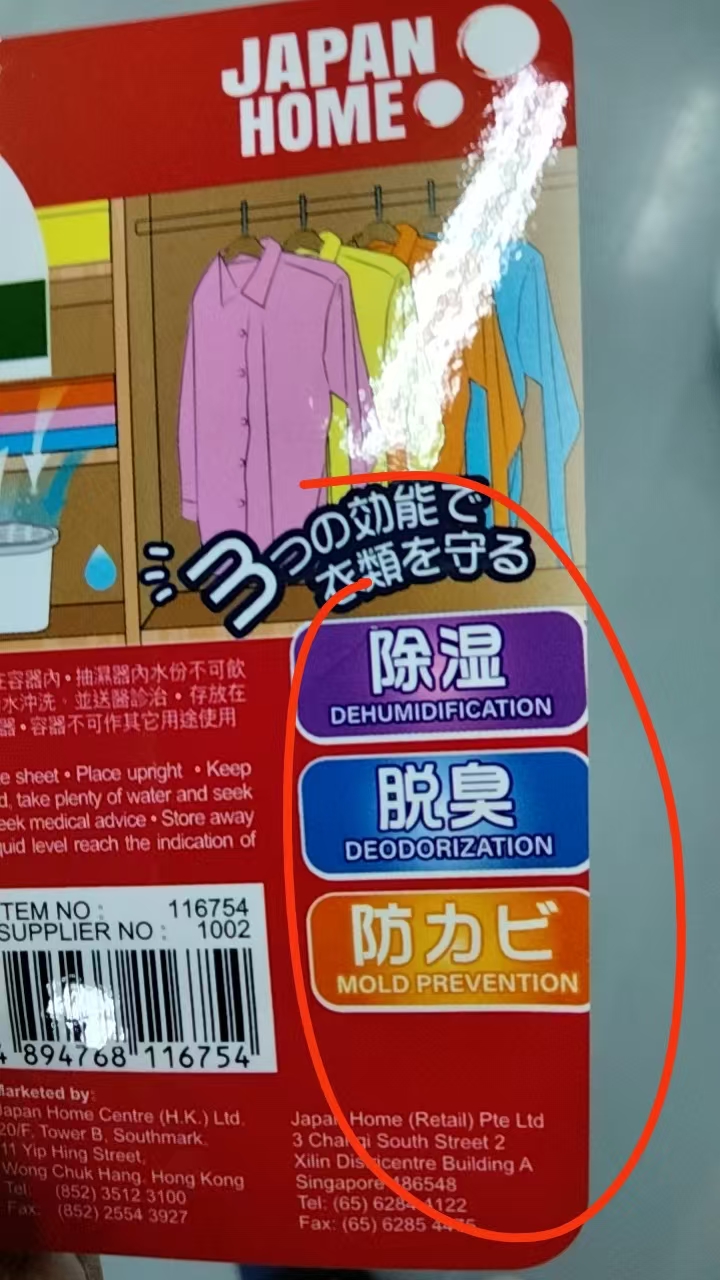 JAPAN
HOME
3つの効能で
衣類を守る
除湿
DEHUMIDIFICATION
脱臭
DEODORIZATION
防カビ
MOLD PREVENTION
在容器內・抽濕器內水份不可飲
水沖洗、並送醫診治・存放在
器・容器不可作其它用途使用
e sheet • Place upright • Keep
d, take plenty of water and seek
eek medical advice • Store away
quid level reach the indication of
ITEM NO : 116754
SUPPLIER NO : 1002
4 894768 116754
Marketed by:
Japan Home Centre (H.K.) Ltd.
20/F, Tower B, Southmark,
11 Yip Hing Street,
Wong Chuk Hang, Hong Kong
Tel: (852) 3512 3100
Fax: (852) 2554 3927
Japan Home (Retail) Pte Ltd
3 Changi South Street 2
Xilin Districentre Building A
Singapore 486548
Tel: (65) 6284 1122
Fax: (65) 6285